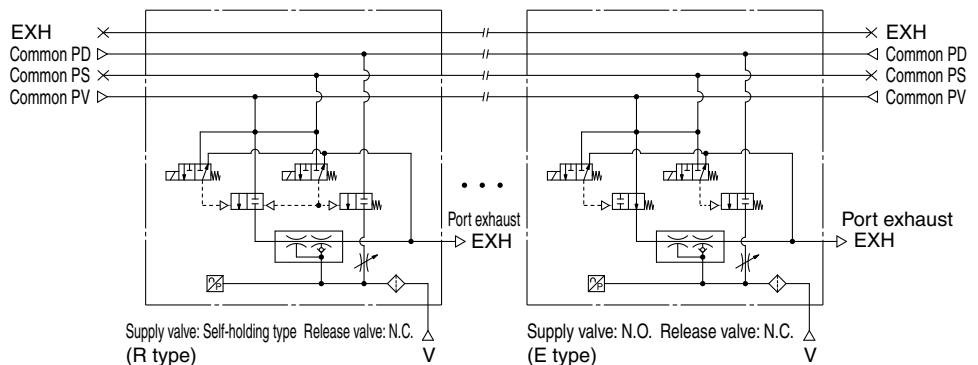 EXH
Common PD
Common PS
Common PV
EXH
Common PD
Common PS
Common PV
Port exhaust
EXH
Port exhaust
EXH
P
P
Supply valve: Self-holding type Release valve: N.C.
(R type)
V
Supply valve: N.O. Release valve: N.C.
(E type)
V